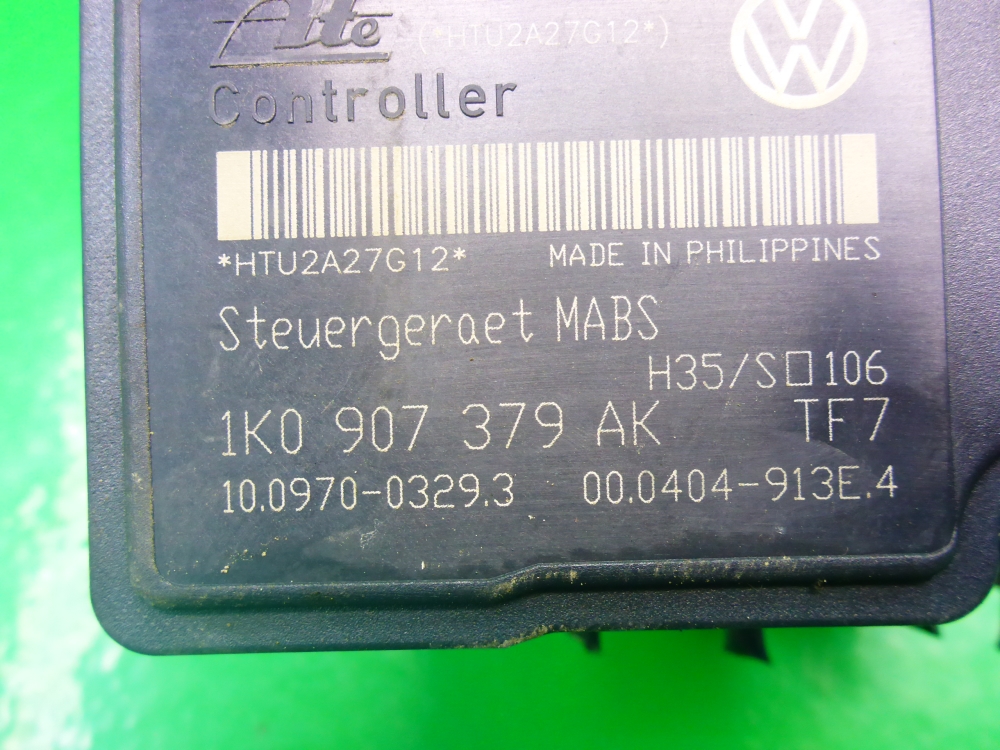 Ate (*HTU2A27G12*)
Controller
*HTU2A27G12* MADE IN PHILIPPINES
Steuergeraet MABS
H35/S□106
1K0 907 379 AK TF7
10.0970-0329.3 00.0404-913E.4